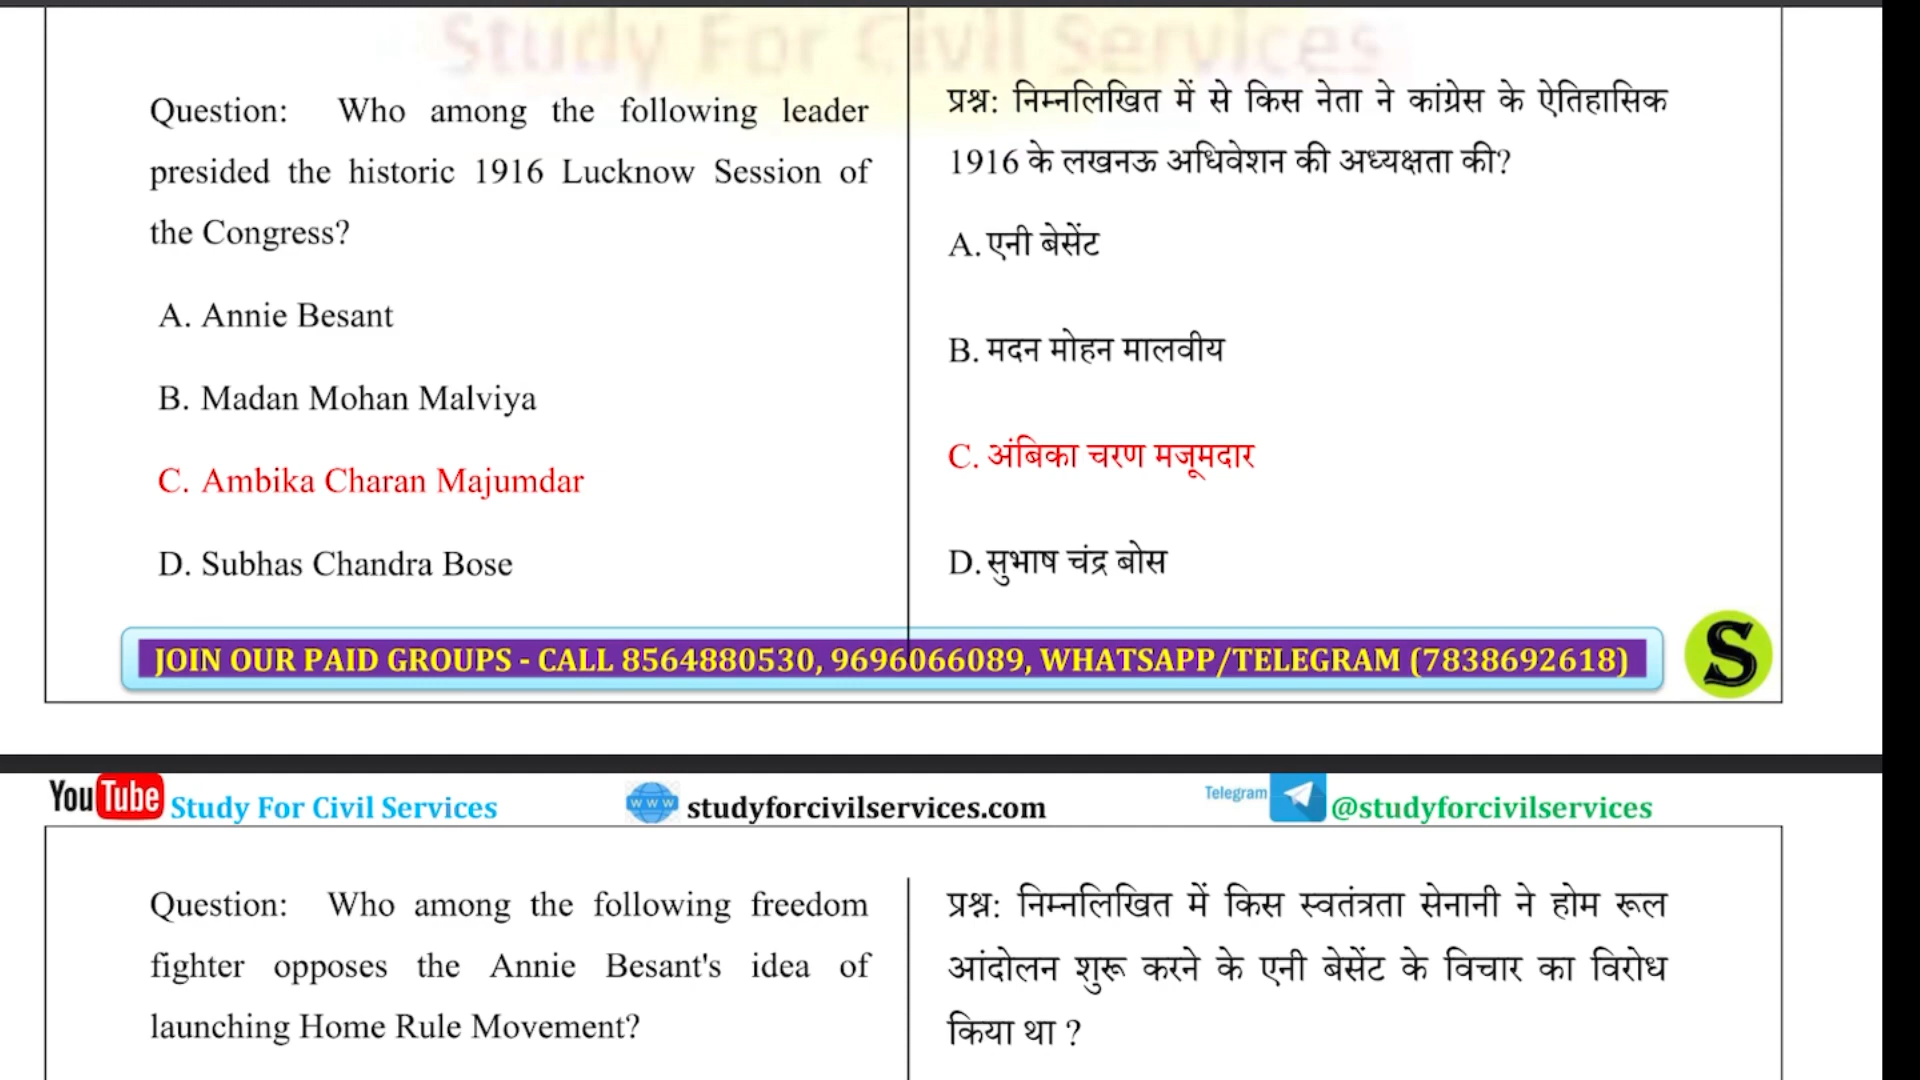 Study For Civil Services
Question: Who among the following leader
presided the historic 1916 Lucknow Session of
the Congress?
A. Annie Besant
B. Madan Mohan Malviya
C. Ambika Charan Majumdar
D. Subhas Chandra Bose
प्रश्न: निम्नलिखित में से किस नेता ने कांग्रेस के ऐतिहासिक
1916 के लखनऊ अधिवेशन की अध्यक्षता की?
A. एनी बेसेंट
B. मदन मोहन मालवीय
C. अंबिका चरण मजूमदार
D. सुभाष चंद्र बोस
JOIN OUR PAID GROUPS - CALL 8564880530, 9696066089, WHATSAPP/TELEGRAM (7838692618)
S
YouTube Study For Civil Services
www studyforcivilservices.com
Telegram @studyforcivilservices
Question: Who among the following freedom
fighter opposes the Annie Besant's idea of
launching Home Rule Movement?
प्रश्न: निम्नलिखित में किस स्वतंत्रता सेनानी ने होम रूल
आंदोलन शुरू करने के एनी बेसेंट के विचार का विरोध
किया था ?